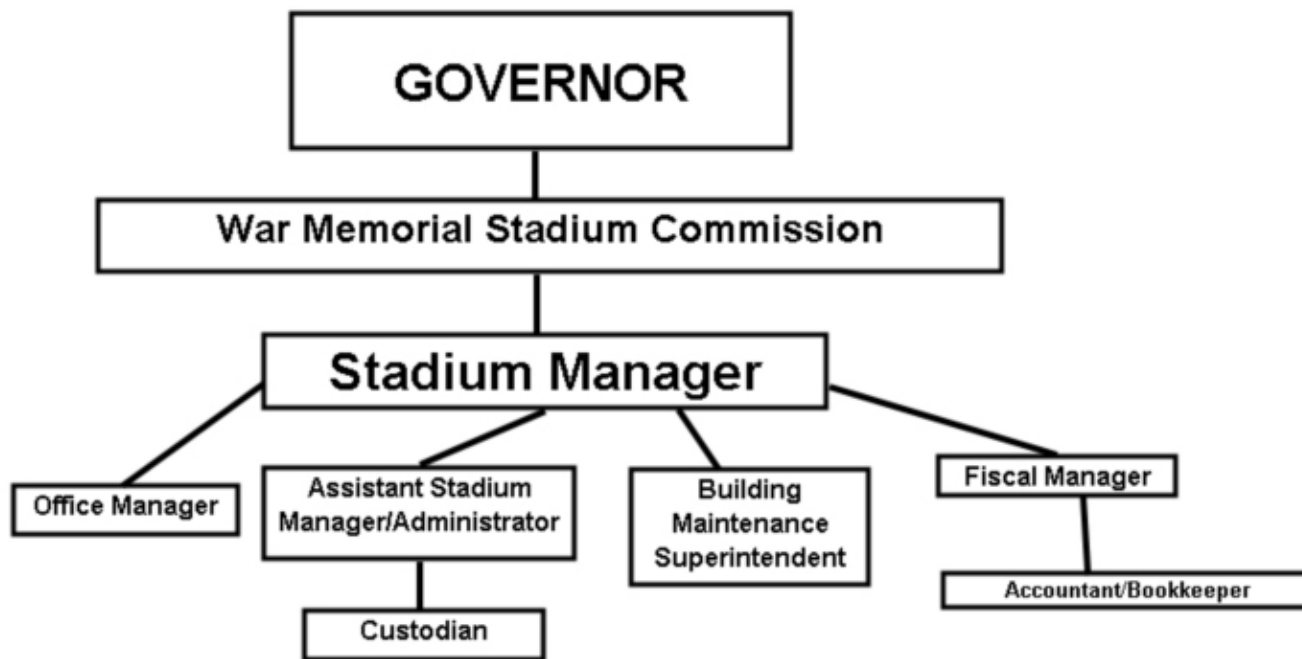 GOVERNOR
War Memorial Stadium Commission
Stadium Manager
Office Manager
Assistant Stadium
Manager/Administrator
Building
Maintenance
Superintendent
Fiscal Manager
Custodian
Accountant/Bookkeeper